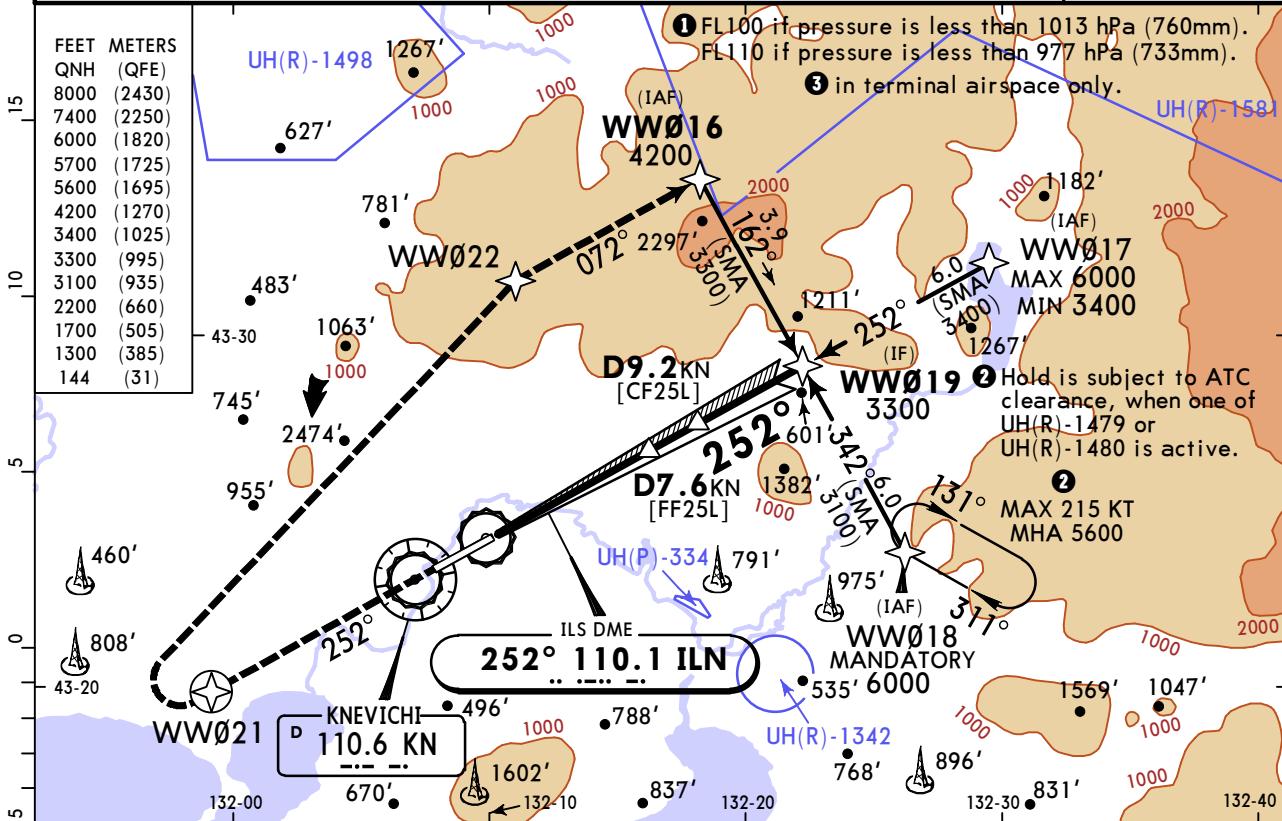 ❶ FL100 if pressure is less than 1013 hPa (760mm).
FL110 if pressure is less than 977 hPa (733mm).
❸ in terminal airspace only.
FEET METERS
QNH (QFE)
8000 (2430)
7400 (2250)
6000 (1820)
5700 (1725)
5600 (1695)
4200 (1270)
3400 (1025)
3300 (995)
3100 (935)
2200 (660)
1700 (505)
1300 (385)
144 (31)
15
10
5
0
5
UH(R)-1498
1267'
1000
1000
1000
627'
781'
(IAF)
WWØ16
4200
UH(R)-1581
2000
2297'
162°
3.9
(SMA
3300)
1000
1182'
2000
(IAF)
WWØ17
MAX 6000
MIN 3400
6.0
(SMA
3400)
252°
1267'
WWØ22
072°
483'
43-30
1063'
1000
1211'
(IF)
WWØ19
3300
D9.2KN
[CF25L]
252°
601'
❷ Hold is subject to ATC
clearance, when one of
UH(R)-1479 or
UH(R)-1480 is active.
745'
2474'
955'
D7.6KN
[FF25L]
1382'
1000
342°
6.0
(SMA
3100)
131°
❷
MAX 215 KT
MHA 5600
311°
460'
UH(P)-334
791'
975'
(IAF)
WWØ18
MANDATORY
6000
1000
2000
808'
43-20
252°
ILS DME
252° 110.1 ILN
535'
UH(R)-1342
1569'
1047'
1000
1000
WWØ21
KNEVICHI
D 110.6 KN
496'
788'
1000
768'
896'
1000
670'
1602'
837'
831'
132-00
132-10
132-20
132-30
132-40